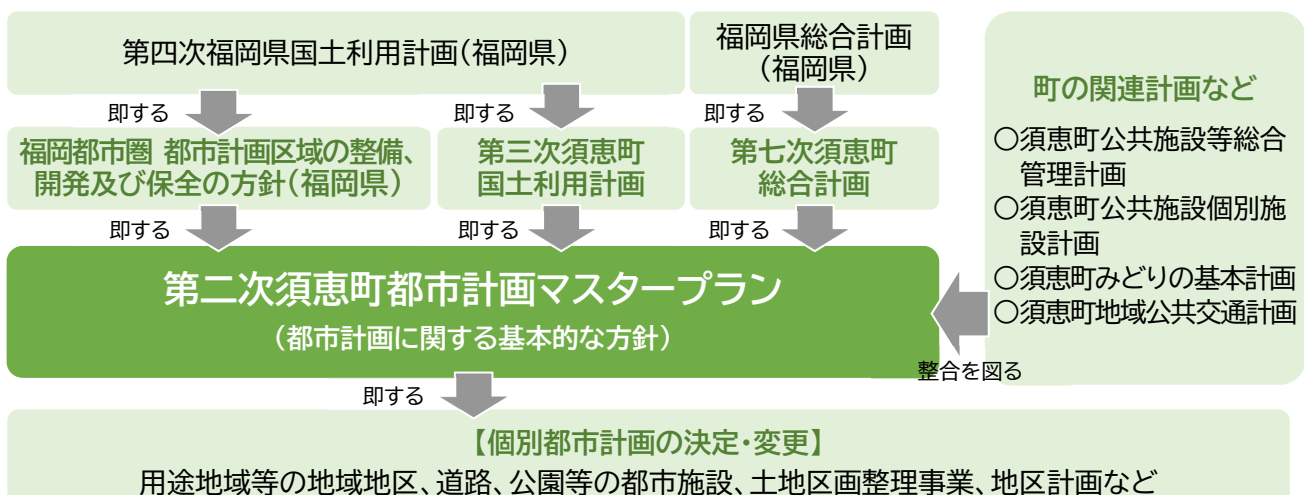 第四次福岡県国土利用計画(福岡県)
福岡県総合計画
(福岡県)
即する
即する
即する
福岡都市圏 都市計画区域の整備、
開発及び保全の方針(福岡県)
第三次須恵町
国土利用計画
第七次須恵町
総合計画
即する
即する
即する
第二次須恵町都市計画マスタープラン
(都市計画に関する基本的な方針)
町の関連計画など
○須恵町公共施設等総合
管理計画
○須恵町公共施設個別施
設計画
○須恵町みどりの基本計画
○須恵町地域公共交通計画
整合を図る
即する
【個別都市計画の決定・変更】
用途地域等の地域地区、道路、公園等の都市施設、土地区画整理事業、地区計画など